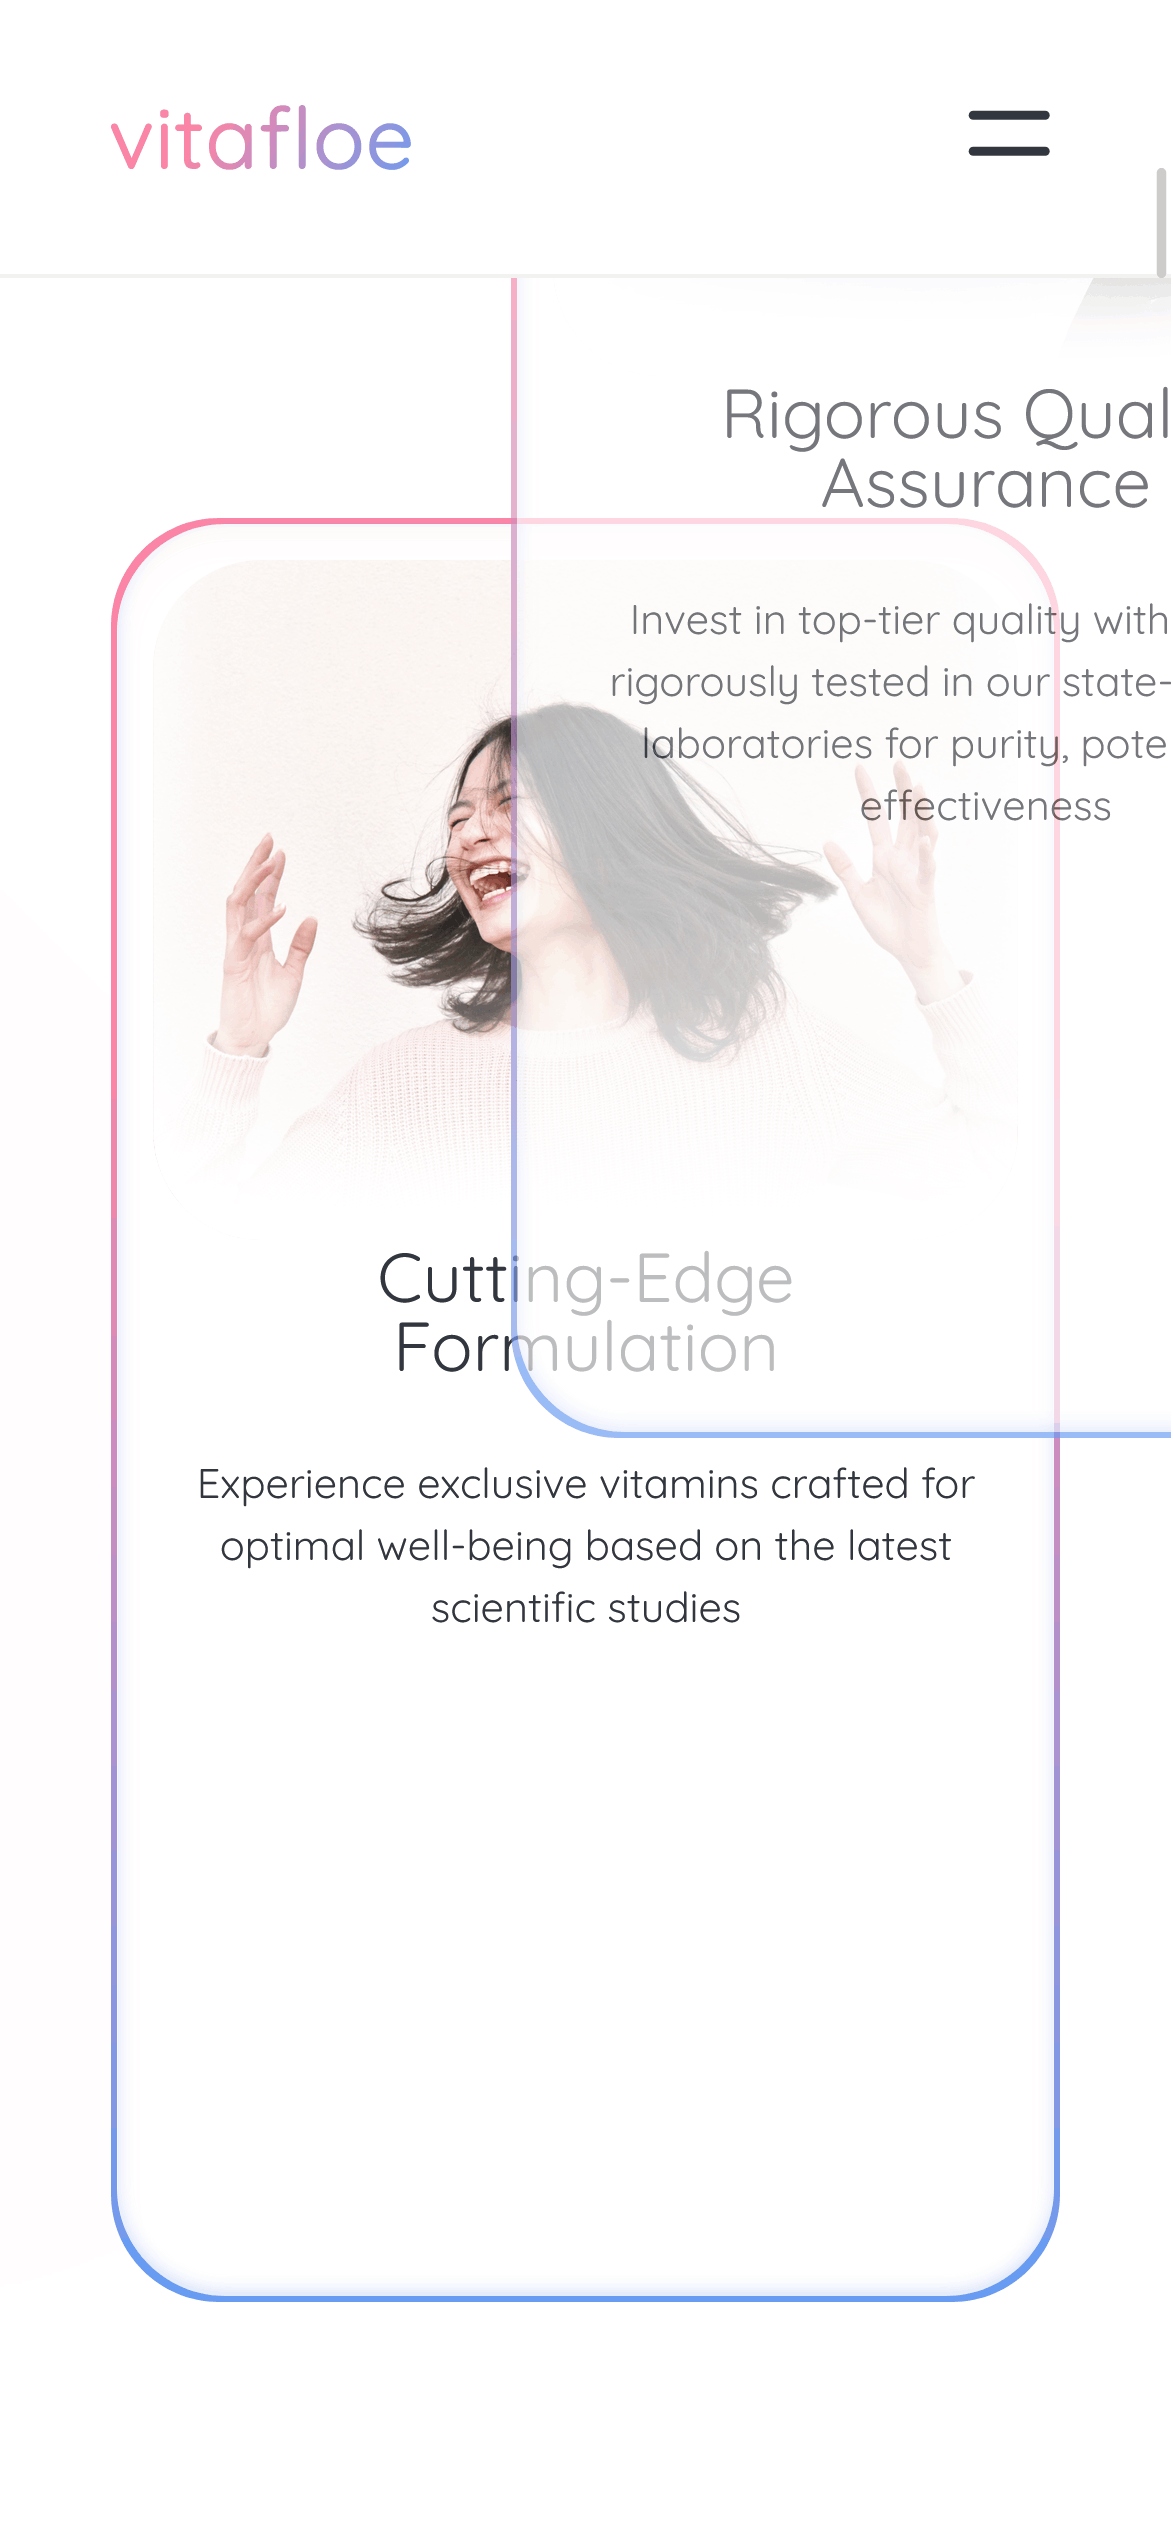 vitafloe
Rigorous Qual
Assurance
Invest in top-tier quality with
rigorously tested in our state-
laboratories for purity, pote
effectiveness
Cutting-Edge
Formulation
Experience exclusive vitamins crafted for
optimal well-being based on the latest
scientific studies